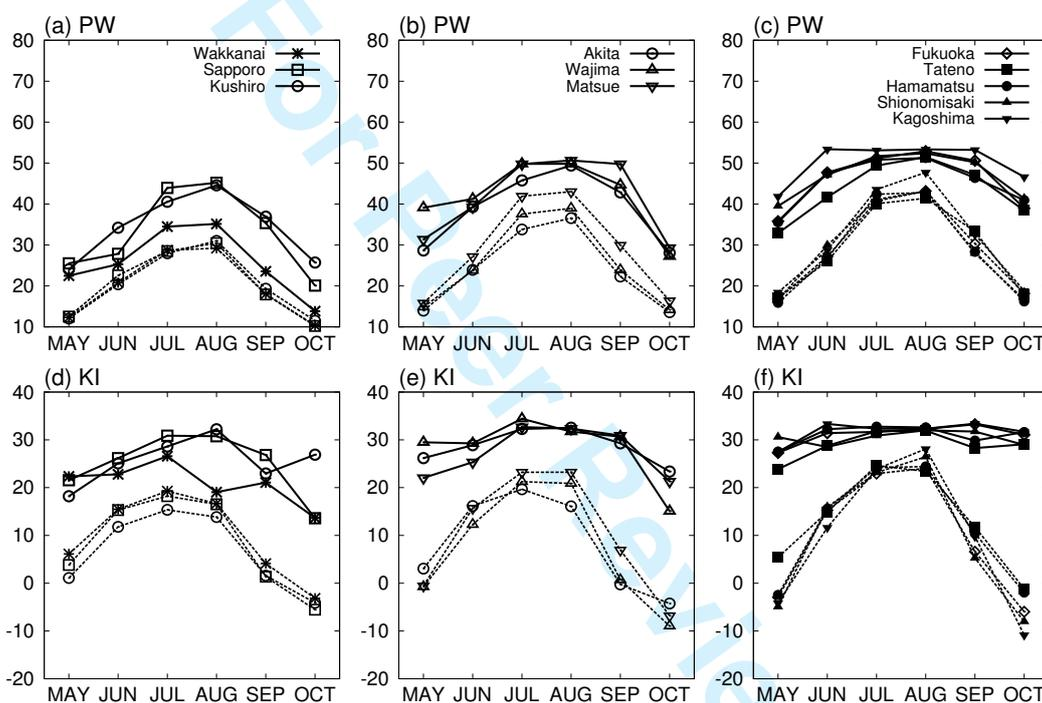 (a) PW
(b) PW
(c) PW
80
70
60
50
40
30
20
10
Wakkanai
Sapporo
Kushiro
MAY JUN JUL AUG SEP OCT
80
70
60
50
40
30
20
10
Akita
Wajima
Matsue
MAY JUN JUL AUG SEP OCT
80
70
60
50
40
30
20
10
Fukuoka
Tateno
Hamamatsu
Shionomisaki
Kagoshima
MAY JUN JUL AUG SEP OCT
(d) KI
(e) KI
(f) KI
40
30
20
10
0
-10
-20
MAY JUN JUL AUG SEP OCT
40
30
20
10
0
-10
-20
MAY JUN JUL AUG SEP OCT
40
30
20
10
0
-10
-20
MAY JUN JUL AUG SEP OCT
For Peer Revie